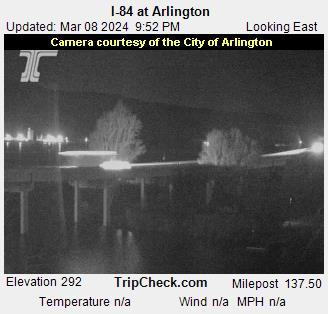 I-84 at Arlington
Updated: Mar 08 2024 9:52 PM Looking East
Camera courtesy of the City of Arlington
Elevation 292 TripCheck.com Milepost 137.50
Temperature n/a Wind n/a MPH n/a